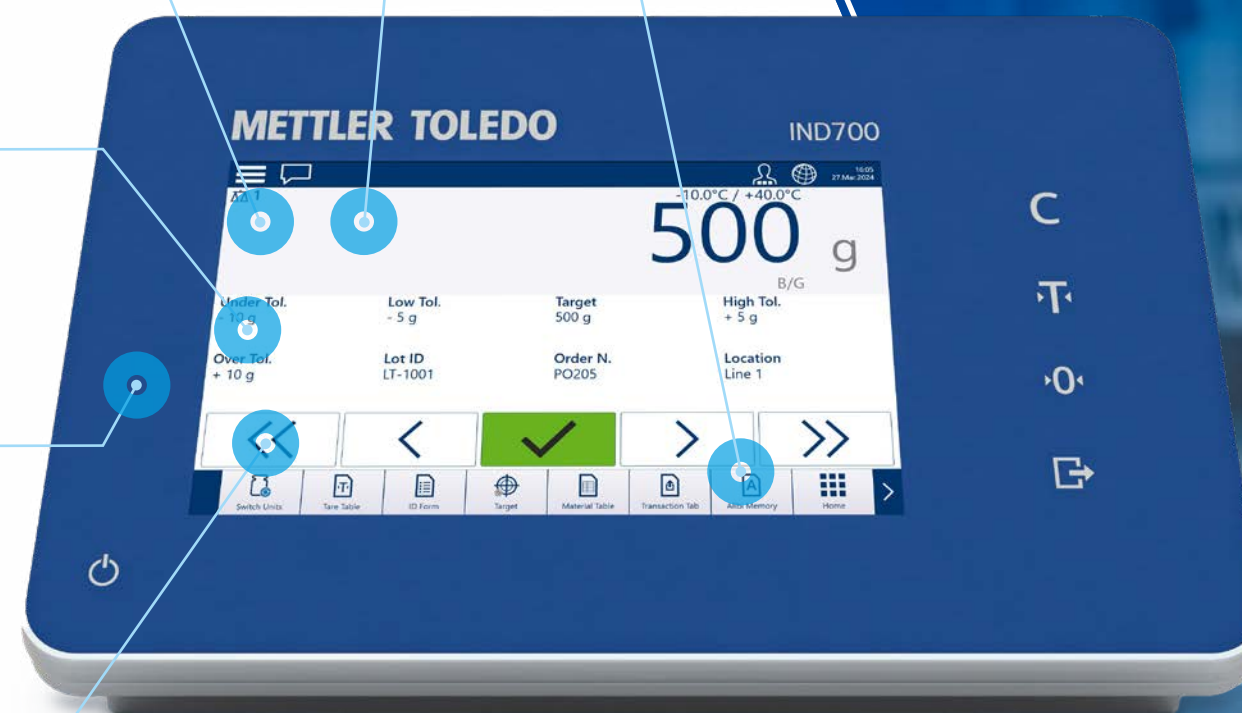 METTLER TOLEDO
IND700
16:05
27.Mar.2024
1
-10.0°C / +40.0°C
500 g
B/G
Under Tol. Low Tol. Target High Tol.
- 10 g - 5 g 500 g + 5 g
Over Tol. Lot ID Order N. Location
+ 10 g LT-1001 PO205 Line 1
Switch Units Tare Table ID Form Target Material Table Transaction Tab Alibi Memory Home
C
T
0